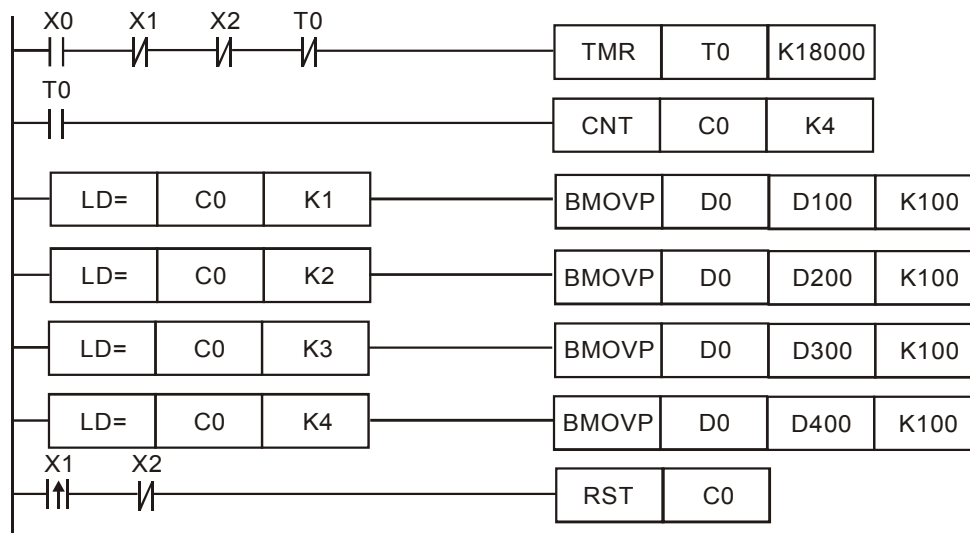 X0 X1 X2 T0
TMR T0 K18000
T0
CNT C0 K4
LD= C0 K1 BMOVP D0 D100 K100
LD= C0 K2 BMOVP D0 D200 K100
LD= C0 K3 BMOVP D0 D300 K100
LD= C0 K4 BMOVP D0 D400 K100
X1 X2
RST C0